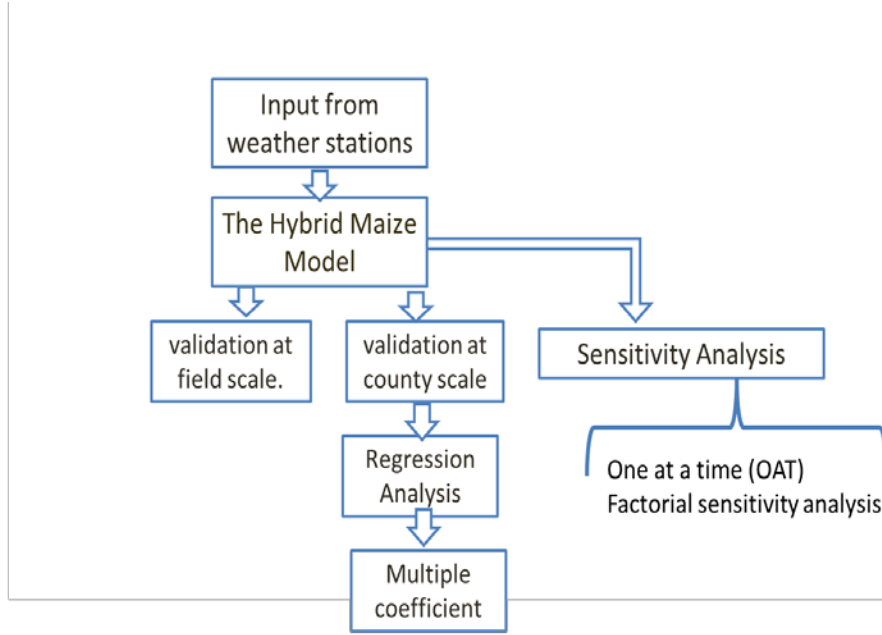 Input from
weather stations
The Hybrid Maize
Model
validation at
field scale.
validation at
county scale
Sensitivity Analysis
Regression
Analysis
One at a time (OAT)
Factorial sensitivity analysis
Multiple
coefficient